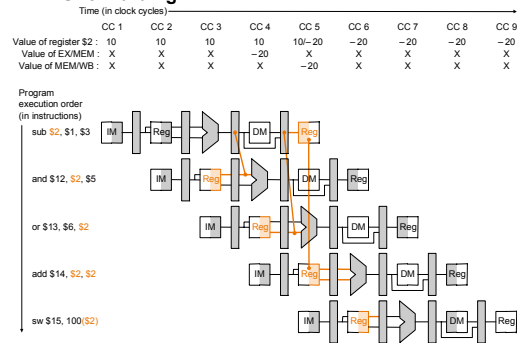 Time (in clock cycles)
CC 1 CC 2 CC 3 CC 4 CC 5 CC 6 CC 7 CC 8 CC 9
Value of register $2 : 10 10 10 10 10/–20 –20 –20 –20 –20
Value of EX/MEM : X X X –20 X X X X X
Value of MEM/WB : X X X X –20 X X X X
Program
execution order
(in instructions)
sub $2, $1, $3 IM Reg DM Reg
and $12, $2, $5 IM Reg DM Reg
or $13, $6, $2 IM Reg DM Reg
add $14, $2, $2 IM Reg DM Reg
sw $15, 100($2) IM Reg DM Reg